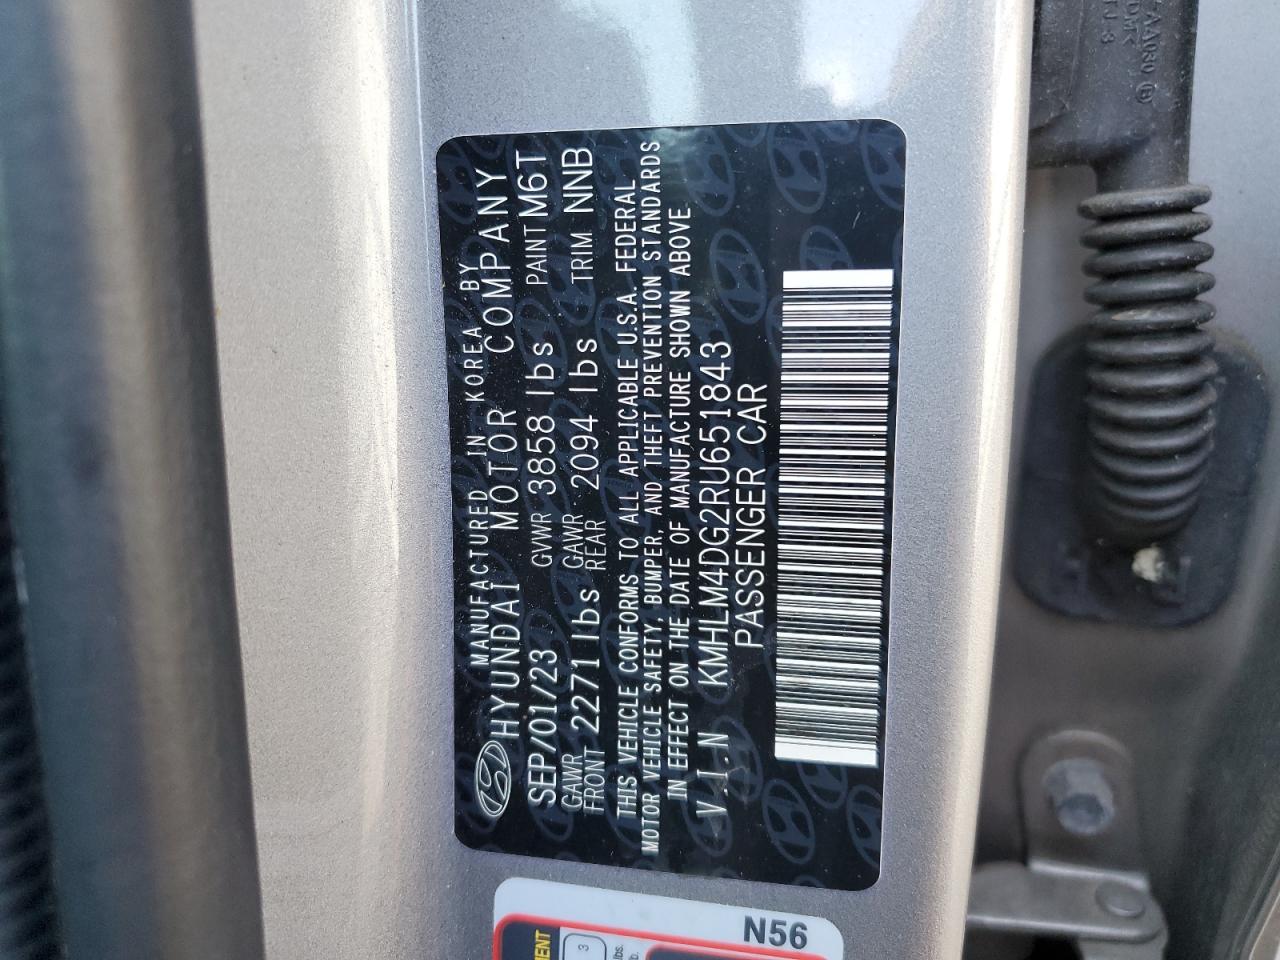 MANUFACTURED IN KOREA BY
HYUNDAI MOTOR COMPANY
SEP/01/23 GVWR 3858 lbs PAINT M6T
GAWR FRONT 2271 lbs GAWR REAR 2094 lbs TRIM NNB
THIS VEHICLE CONFORMS TO ALL APPLICABLE U.S.A. FEDERAL
MOTOR VEHICLE SAFETY, BUMPER, AND THEFT PREVENTION STANDARDS
IN EFFECT ON THE DATE OF MANUFACTURE SHOWN ABOVE
V.I.N KMHLM4DG2RU651843
PASSENGER CAR
N56
3
lbs.